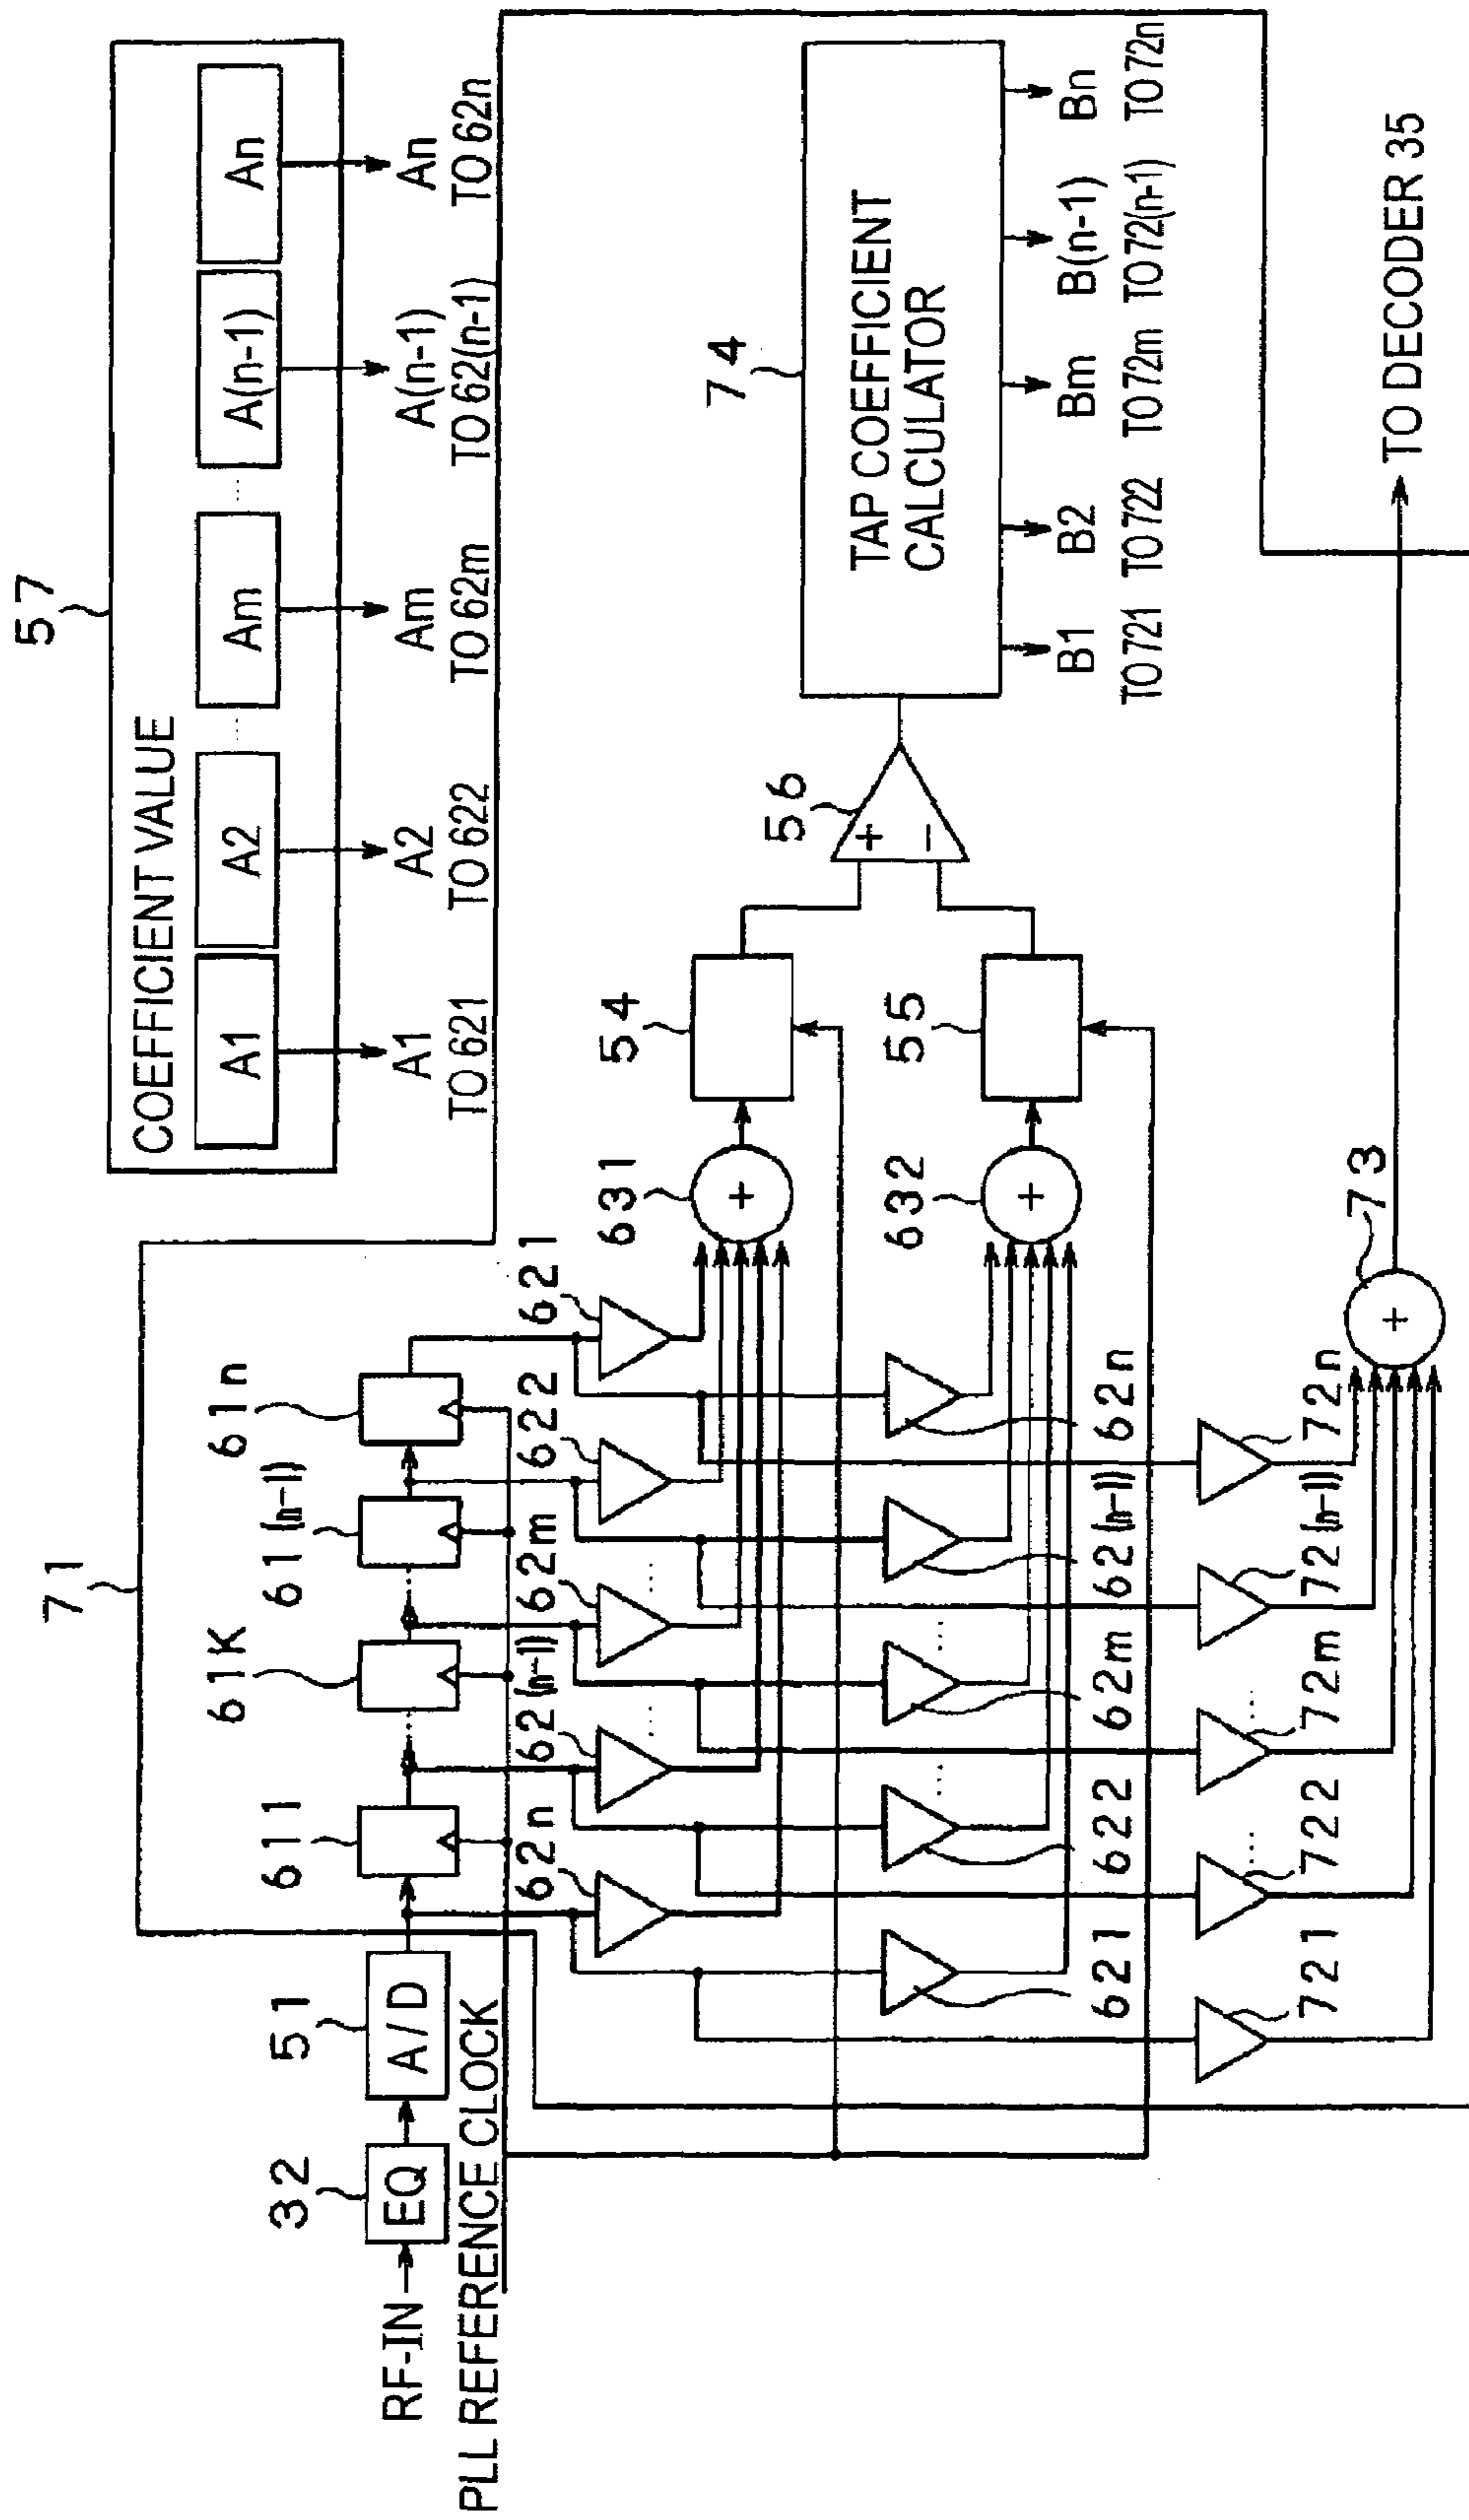 57
COEFFICIENT VALUE
A1
A2
Am
A(n-1)
An
A1
TO 621
A2
TO 622
Am
TO 62m
A(n-1)
TO 62(n-1)
An
TO 62n
71
RF-IN
32
EQ
51
A/D
PLL REFERENCE CLOCK
611
61K
61(n-1)
61n
62n
62(n-1)
62m
622
621
631
+
54
621
622
62m
62(n-1)
62n
632
+
55
56
+
−
74
TAP COEFFICIENT
CALCULATOR
B1
TO 721
B2
TO 722
Bm
TO 72m
B(n-1)
TO 72(n-1)
Bn
TO 72n
721
722
72m
72(n-1)
72n
73
+
TO DECODER 35